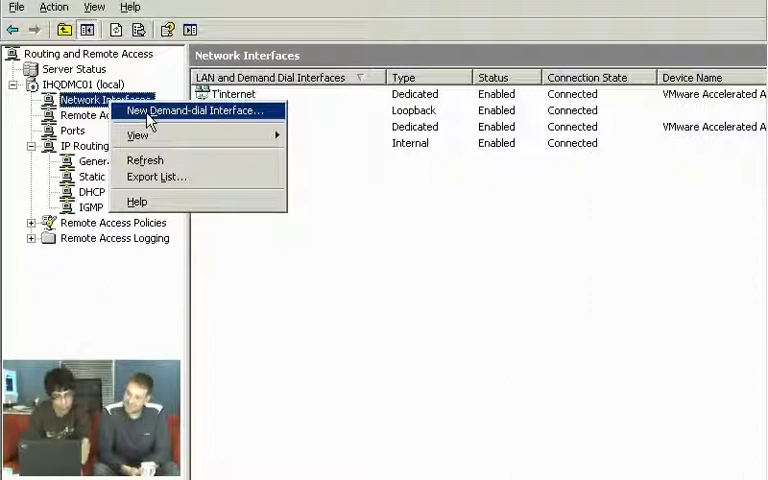 File Action View Help
Routing and Remote Access
Server Status
IHQDMC01 (local)
Network
Remote
Ports
IP Routing
Gener
Static
DHCP
IGMP
Remote Access Policies
Remote Access Logging
New Demand-dial Interface...
View
Refresh
Export List...
Help
Network Interfaces
LAN and Demand Dial Interfaces Type Status Connection State Device Name
T'internet Dedicated Enabled Connected VMware Accelerated A
Loopback Enabled Connected
Dedicated Enabled Connected VMware Accelerated A
Internal Enabled Connected